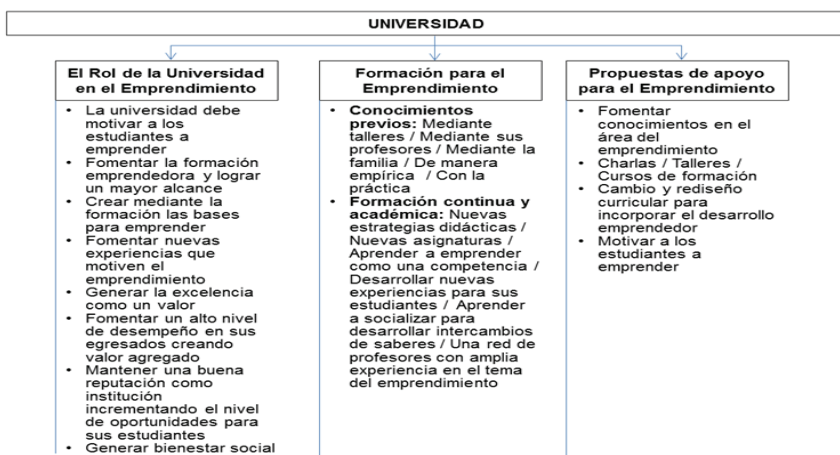 UNIVERSIDAD
El Rol de la Universidad
en el Emprendimiento
• La universidad debe
motivar a los
estudiantes a
emprender
• Fomentar la formación
emprendedora y lograr
un mayor alcance
• Crear mediante la
formación las bases
para emprender
• Fomentar nuevas
experiencias que
motiven el
emprendimiento
• Generar la excelencia
como un valor
• Fomentar un alto nivel
de desempeño en sus
egresados creando
valor agregado
• Mantener una buena
reputación como
institución
incrementando el nivel
de oportunidades para
sus estudiantes
• Generar bienestar social
Formación para el
Emprendimiento
• Conocimientos
previos: Mediante
talleres / Mediante sus
profesores / Mediante la
familia / De manera
empírica / Con la
práctica
• Formación continua y
académica: Nuevas
estrategias didácticas /
Nuevas asignaturas /
Aprender a emprender
como una competencia /
Desarrollar nuevas
experiencias para sus
estudiantes / Aprender
a socializar para
desarrollar intercambios
de saberes / Una red de
profesores con amplia
experiencia en el tema
del emprendimiento
Propuestas de apoyo
para el Emprendimiento
• Fomentar
conocimientos en el
área del
emprendimiento
• Charlas / Talleres /
Cursos de formación
• Cambio y rediseño
curricular para
incorporar el desarrollo
emprendedor
• Motivar a los
estudiantes a
emprender